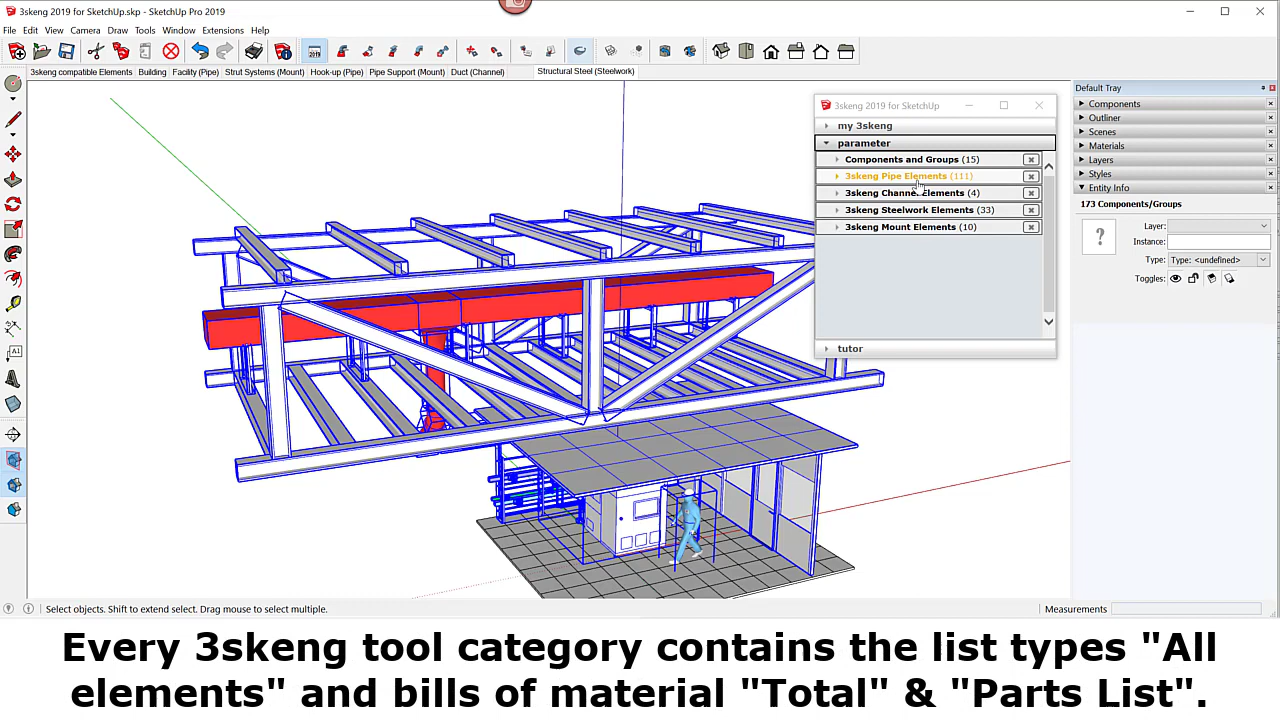 3skeng 2019 for SketchUp.skp - SketchUp Pro 2019
File Edit View Camera Draw Tools Window Extensions Help
2019
3skeng compatible Elements Building Facility (Pipe) Strut Systems (Mount) Hook-up (Pipe) Pipe Support (Mount) Duct (Channel) Structural Steel (Steelwork)
3skeng 2019 for SketchUp
my 3skeng
parameter
Components and Groups (15)
3skeng Pipe Elements (111)
3skeng Channel Elements (4)
3skeng Steelwork Elements (33)
3skeng Mount Elements (10)
tutor
Default Tray
Components
Outliner
Scenes
Materials
Layers
Styles
Entity Info
173 Components/Groups
Layer:
?
Instance:
Type: Type: <undefined>
Toggles:
A1
Select objects. Shift to extend select. Drag mouse to select multiple.
Measurements
Every 3skeng tool category contains the list types "All
elements" and bills of material "Total" & "Parts List".